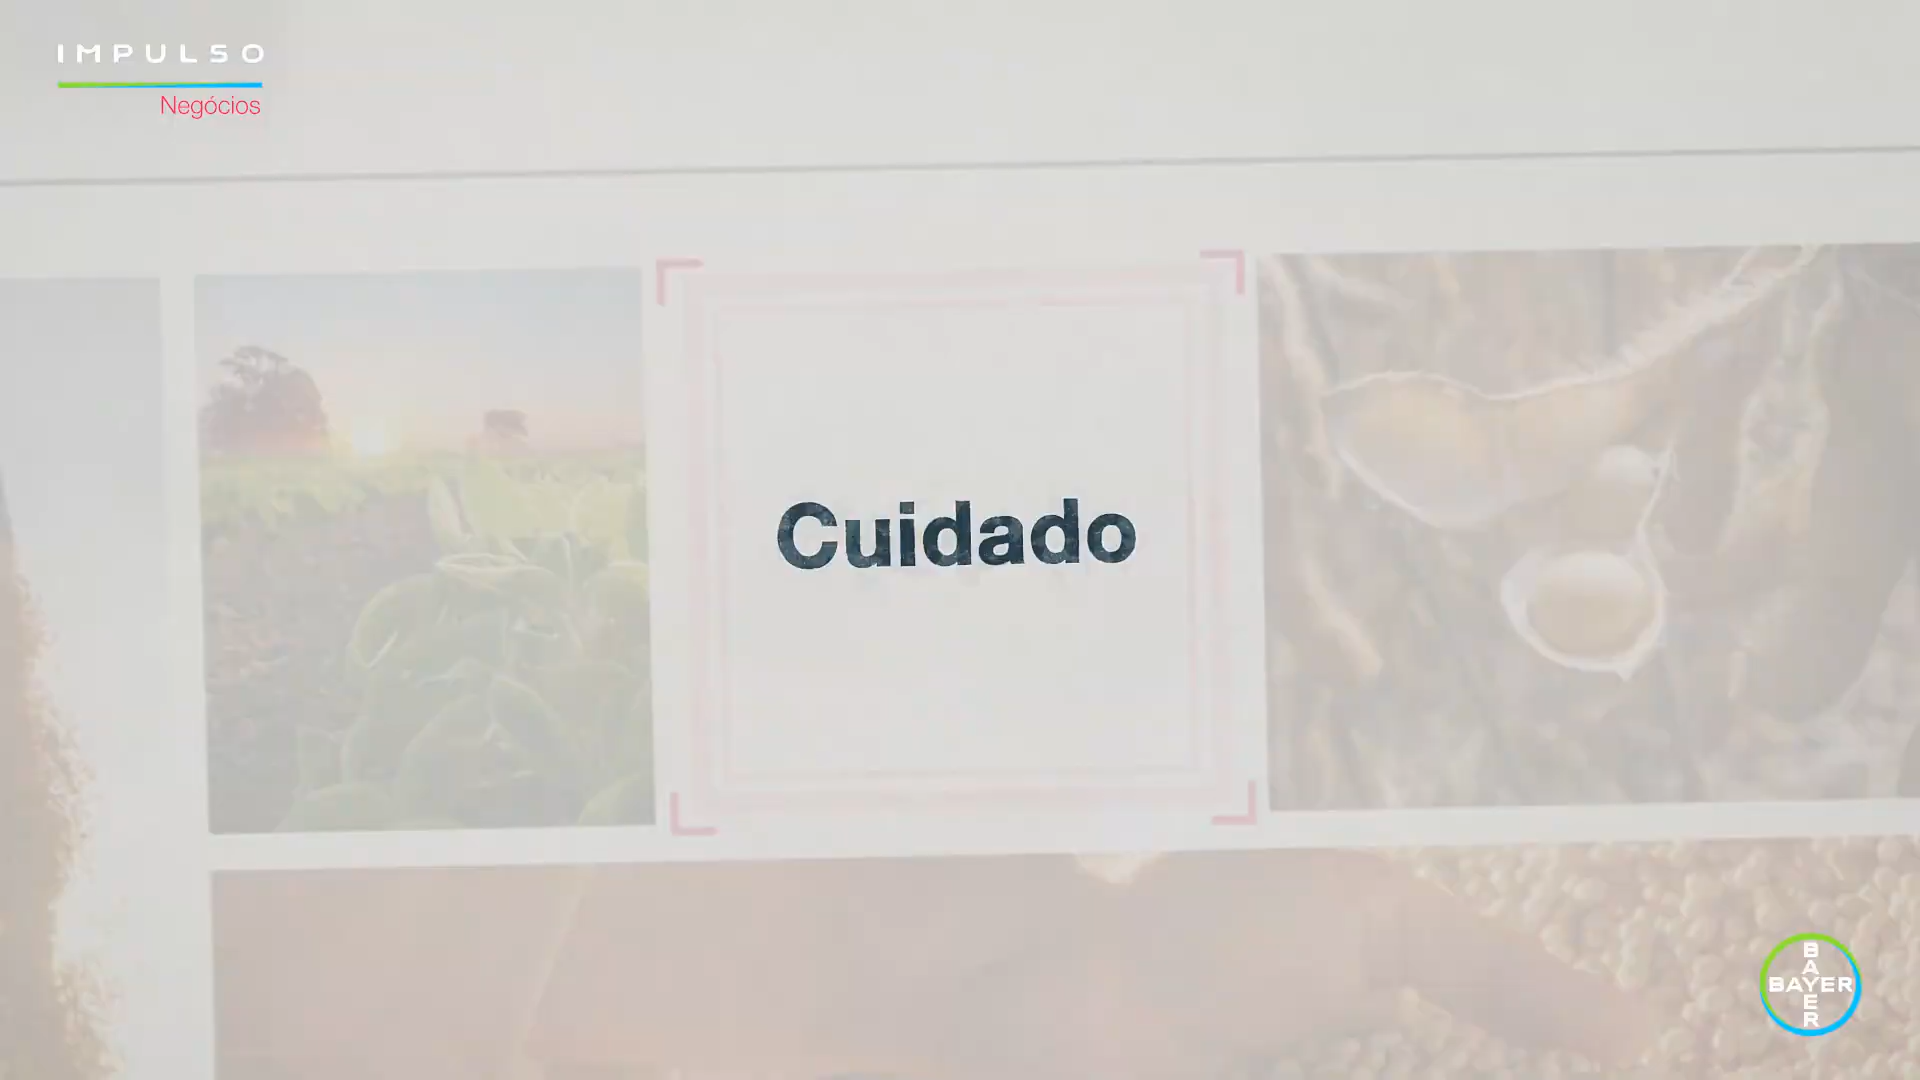 IMPULSO
Negócios
Cuidado
BAYER
BAYER